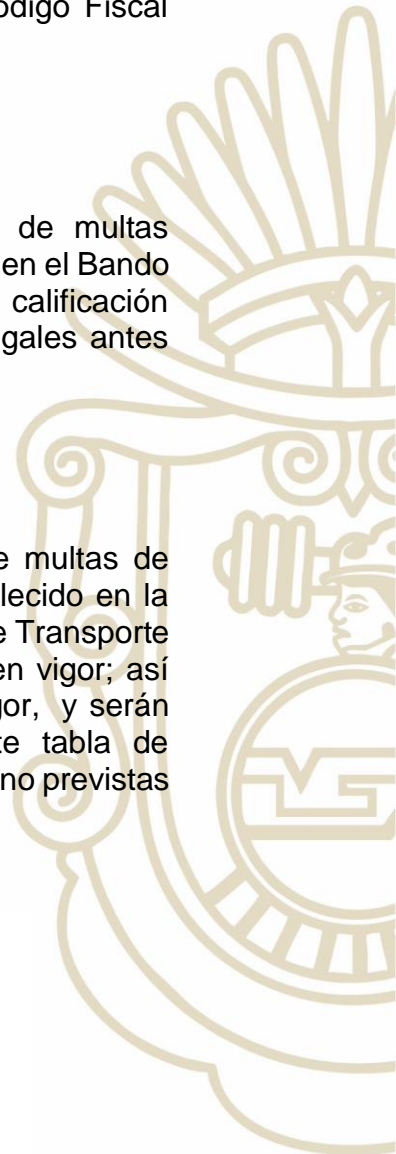 ódigo Fiscal
de multas
en el Bando
calificación
gales antes
e multas de
lecido en la
e Transporte
en vigor; así
gor, y serán
te tabla de
no previstas